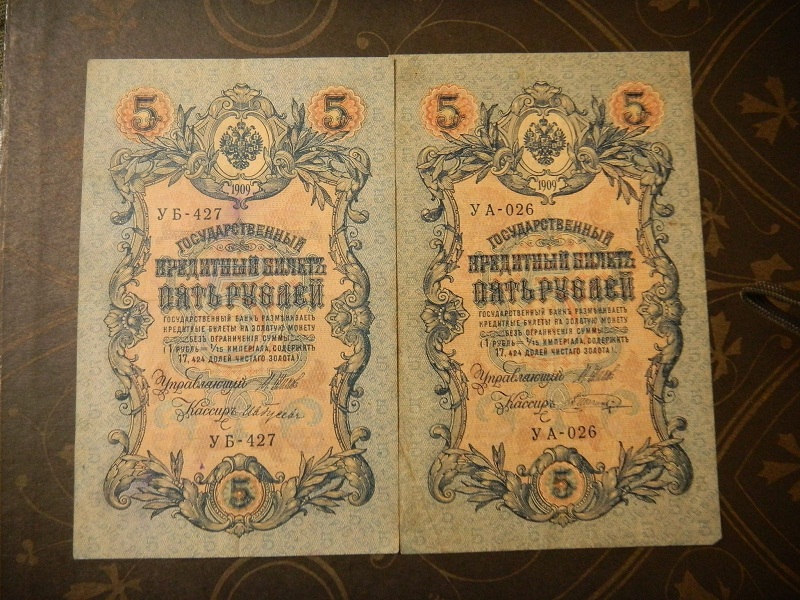 5 5
1909
УБ-427
ГОСУДАРСТВЕННЫЙ
КРЕДИТНЫЙ БИЛЕТЪ
ПЯТЬ РУБЛЕЙ
ГОСУДАРСТВЕННЫЙ БАНКЪ РАЗМѢНИВАЕТЪ
КРЕДИТНЫЕ БИЛЕТЫ НА ЗОЛОТУЮ МОНЕТУ
БЕЗЪ ОГРАНИЧЕНІЯ СУММЫ
(1 РУБЛЬ = 1/15 ИМПЕРІАЛА, СОДЕРЖИТЪ
17,424 ДОЛЕЙ ЧИСТАГО ЗОЛОТА).
Управляющій
Кассиръ
УБ-427
5
5 5
1909
УА-026
ГОСУДАРСТВЕННЫЙ
КРЕДИТНЫЙ БИЛЕТЪ
ПЯТЬ РУБЛЕЙ
ГОСУДАРСТВЕННЫЙ БАНКЪ РАЗМѢНИВАЕТЪ
КРЕДИТНЫЕ БИЛЕТЫ НА ЗОЛОТУЮ МОНЕТУ
БЕЗЪ ОГРАНИЧЕНІЯ СУММЫ
(1 РУБЛЬ = 1/15 ИМПЕРІАЛА, СОДЕРЖИТЪ
17,424 ДОЛЕЙ ЧИСТАГО ЗОЛОТА).
Управляющій
Кассиръ
УА-026
5